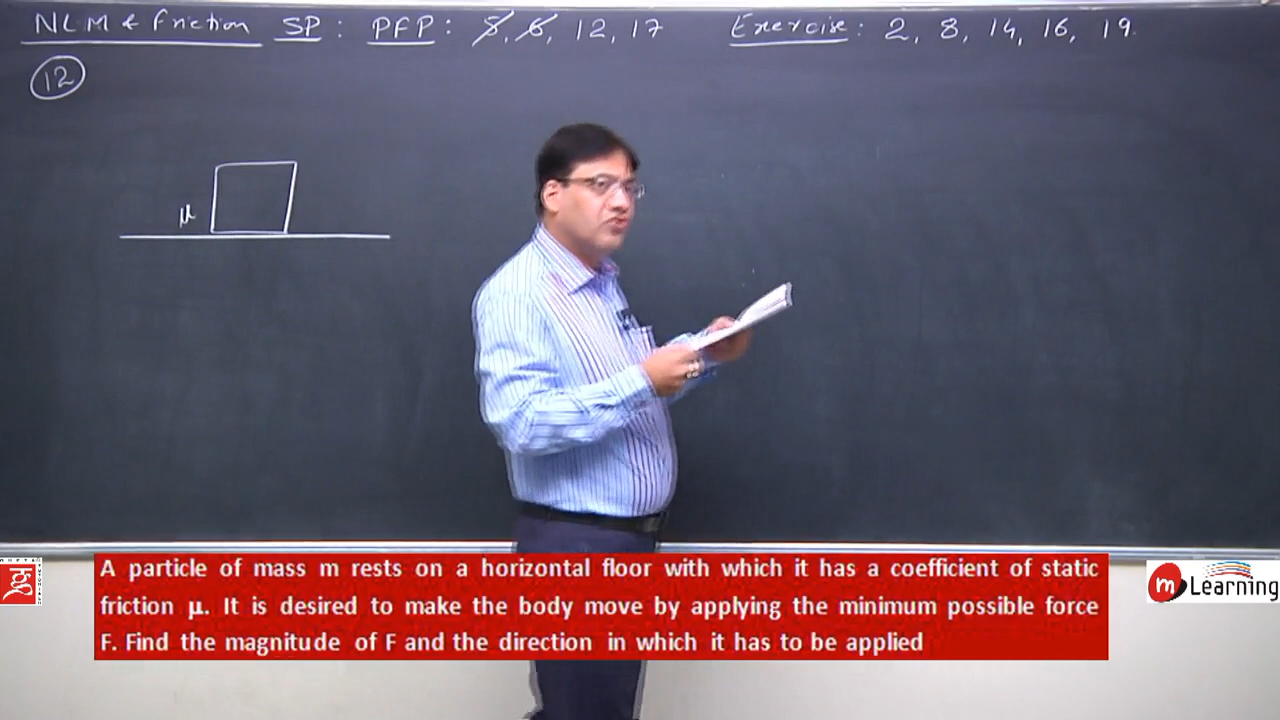 NLM & Friction SP : PFP : 5, 6, 12, 17 Exercise : 2, 8, 14, 16, 19
12
μ
A particle of mass m rests on a horizontal floor with which it has a coefficient of static
friction μ. It is desired to make the body move by applying the minimum possible force
F. Find the magnitude of F and the direction in which it has to be applied
m Learning